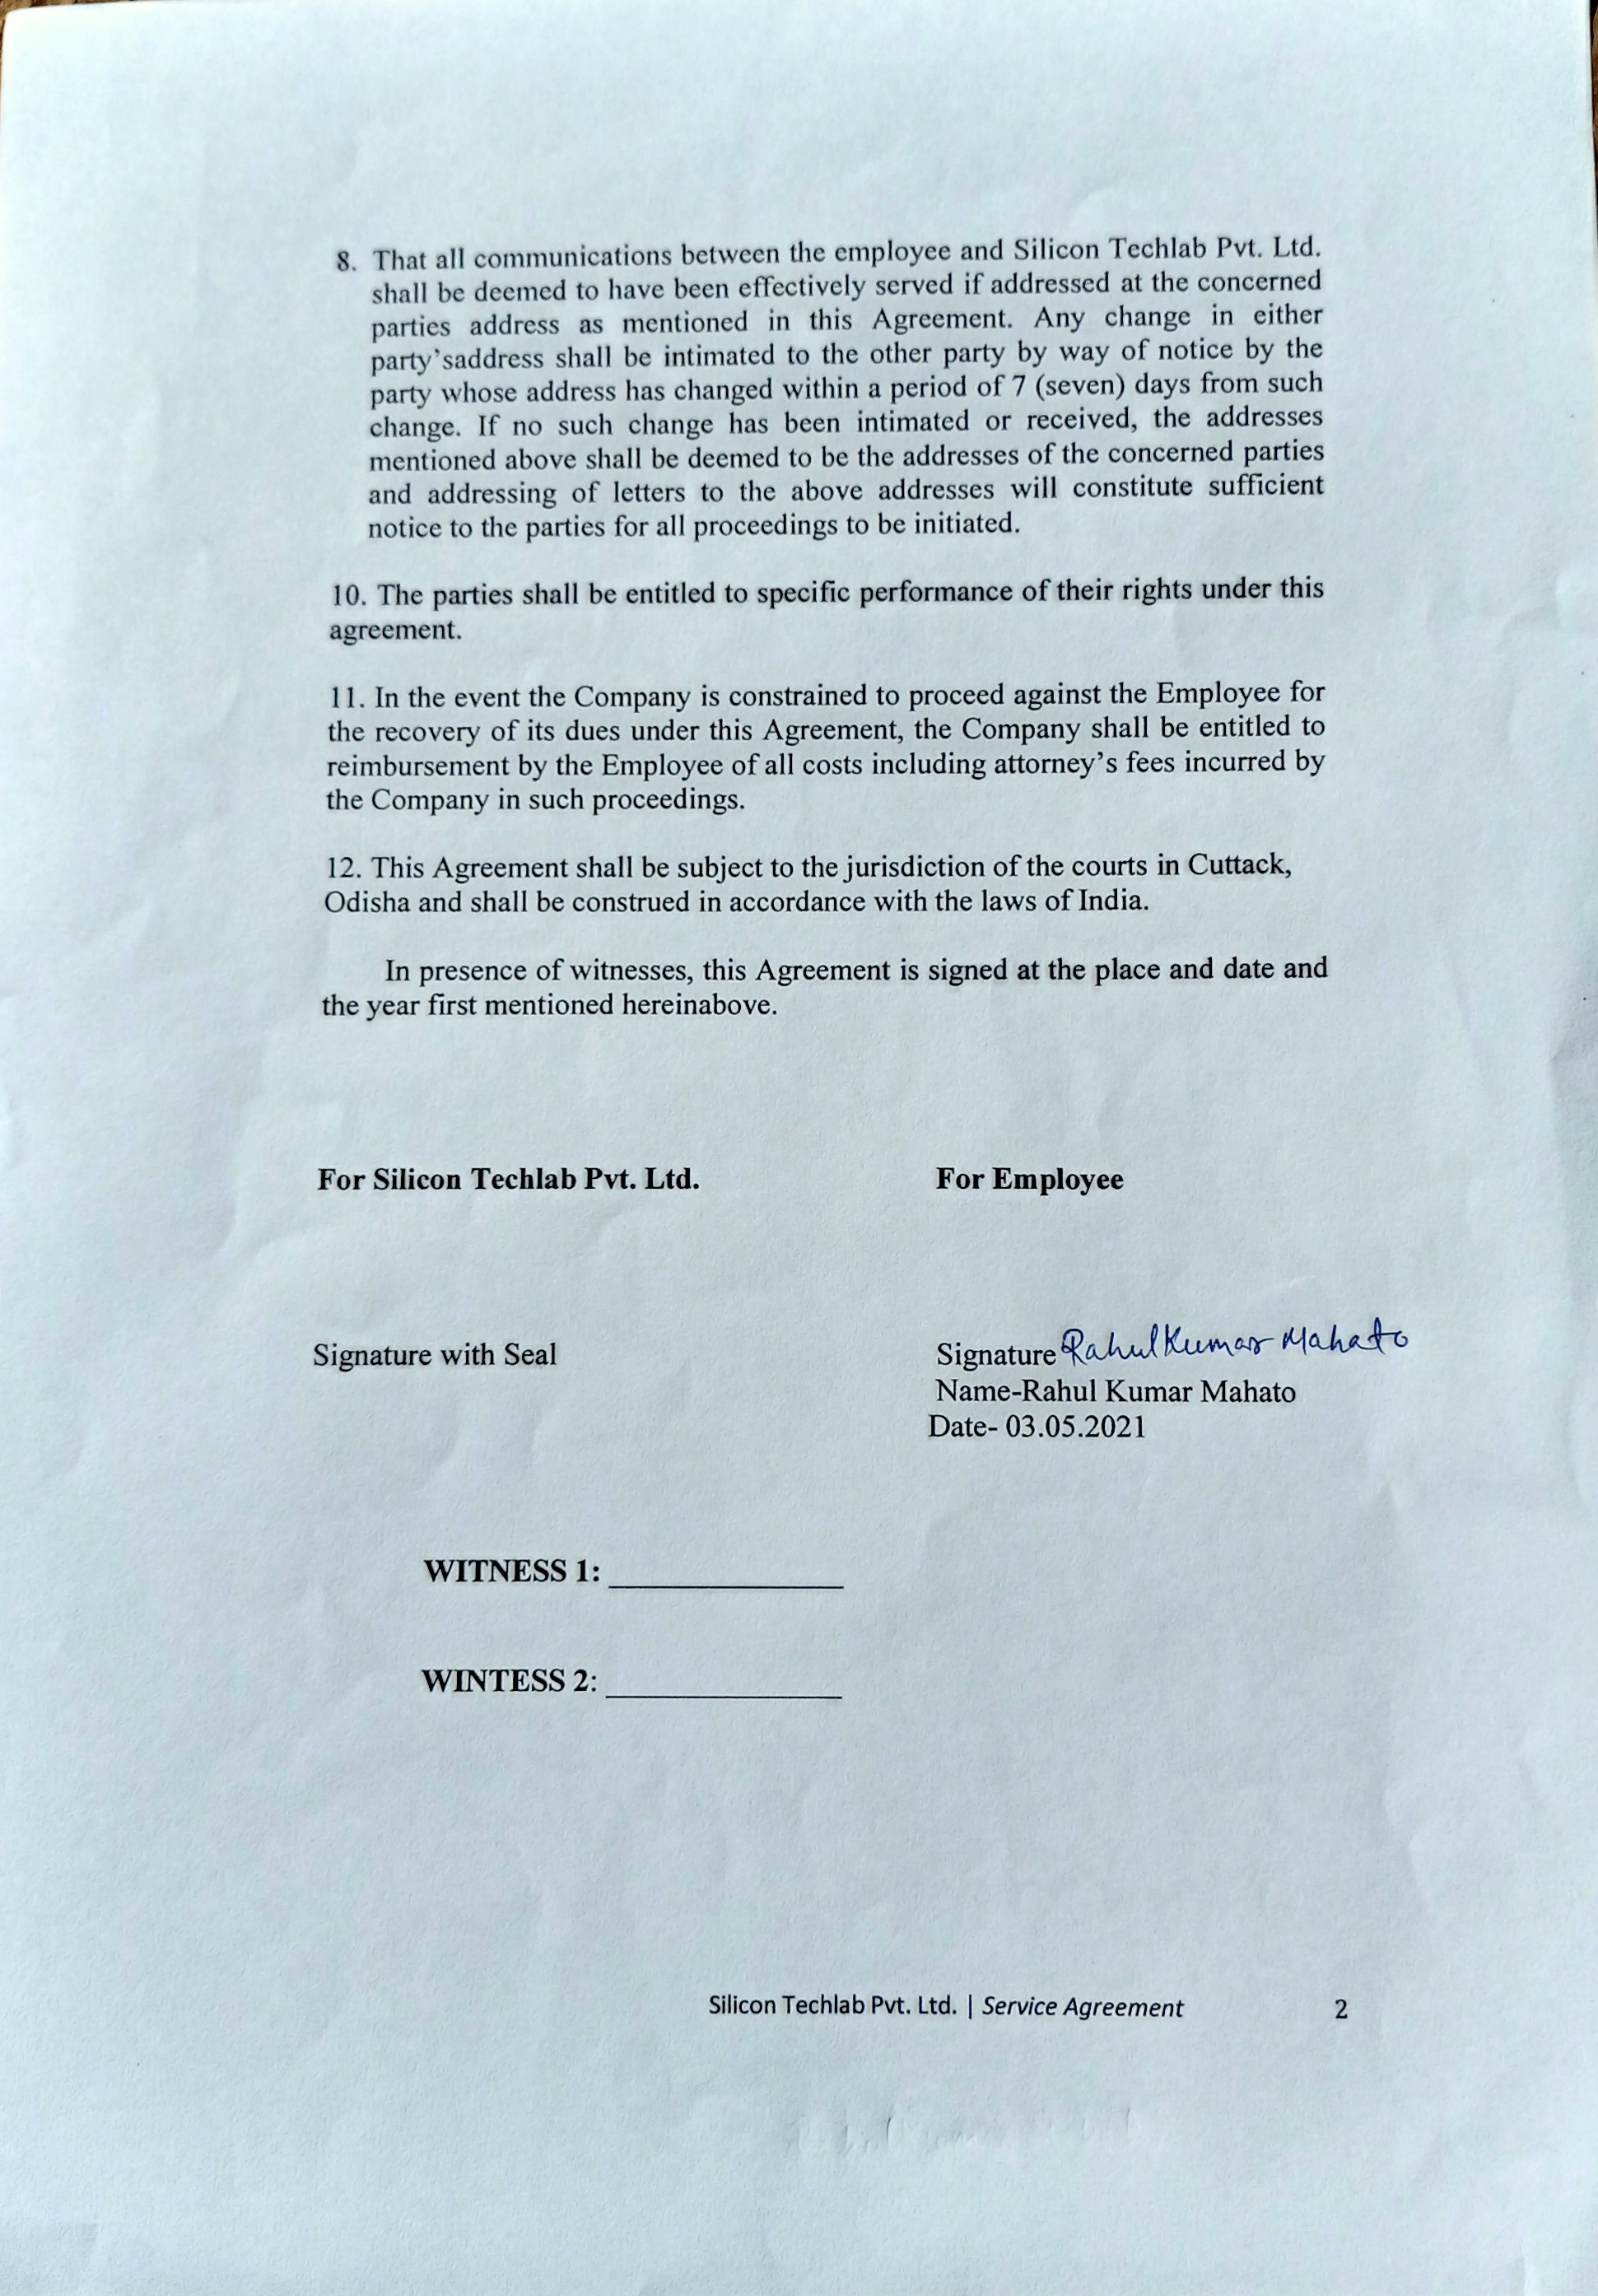 8. That all communications between the employee and Silicon Techlab Pvt. Ltd.
shall be deemed to have been effectively served if addressed at the concerned
parties address as mentioned in this Agreement. Any change in either
party'saddress shall be intimated to the other party by way of notice by the
party whose address has changed within a period of 7 (seven) days from such
change. If no such change has been intimated or received, the addresses
mentioned above shall be deemed to be the addresses of the concerned parties
and addressing of letters to the above addresses will constitute sufficient
notice to the parties for all proceedings to be initiated.
10. The parties shall be entitled to specific performance of their rights under this
agreement.
11. In the event the Company is constrained to proceed against the Employee for
the recovery of its dues under this Agreement, the Company shall be entitled to
reimbursement by the Employee of all costs including attorney's fees incurred by
the Company in such proceedings.
12. This Agreement shall be subject to the jurisdiction of the courts in Cuttack,
Odisha and shall be construed in accordance with the laws of India.
In presence of witnesses, this Agreement is signed at the place and date and
the year first mentioned hereinabove.
For Silicon Techlab Pvt. Ltd. For Employee
Signature with Seal Signature Rahul Kumar Mahato
Name-Rahul Kumar Mahato
Date- 03.05.2021
WITNESS 1:
WINTESS 2:
Silicon Techlab Pvt. Ltd. | Service Agreement 2